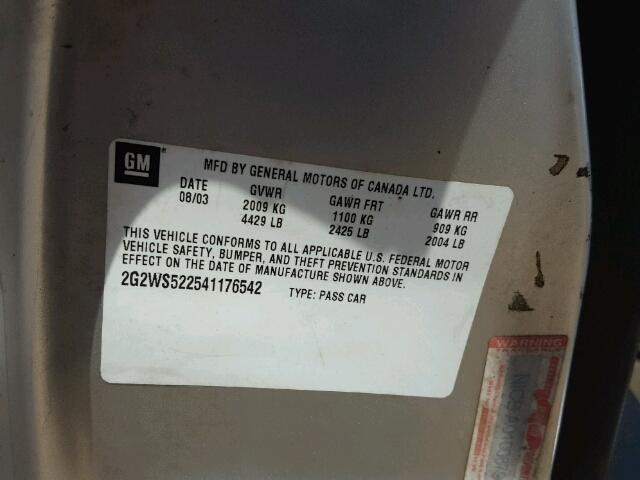 GM
MFD BY GENERAL MOTORS OF CANADA LTD.
DATE GVWR GAWR FRT GAWR RR
08/03 2009 KG 1100 KG 909 KG
4429 LB 2425 LB 2004 LB
THIS VEHICLE CONFORMS TO ALL APPLICABLE U.S. FEDERAL MOTOR
VEHICLE SAFETY, BUMPER, AND THEFT PREVENTION STANDARDS IN
EFFECT ON THE DATE OF MANUFACTURE SHOWN ABOVE.
2G2WS522541176542 TYPE: PASS CAR
WARNING